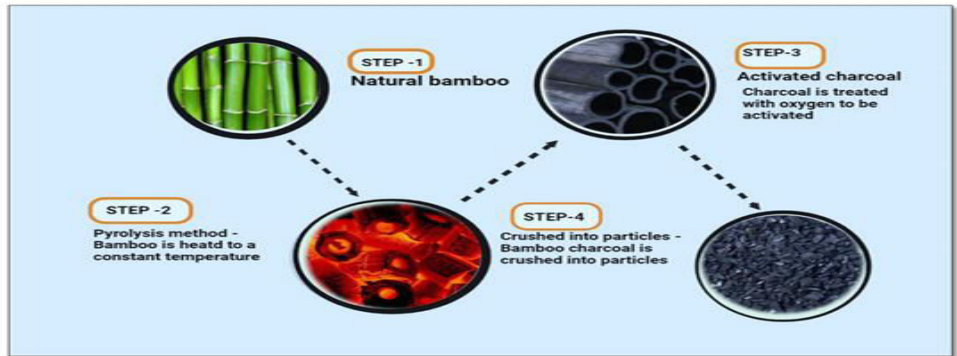 STEP -1
Natural bamboo
STEP -2
Pyrolysis method -
Bamboo is heatd to a
constant temperature
STEP-3
Activated charcoal
Charcoal is treated
with oxygen to be
activated
STEP-4
Crushed into particles -
Bamboo charcoal is
crushed into particles